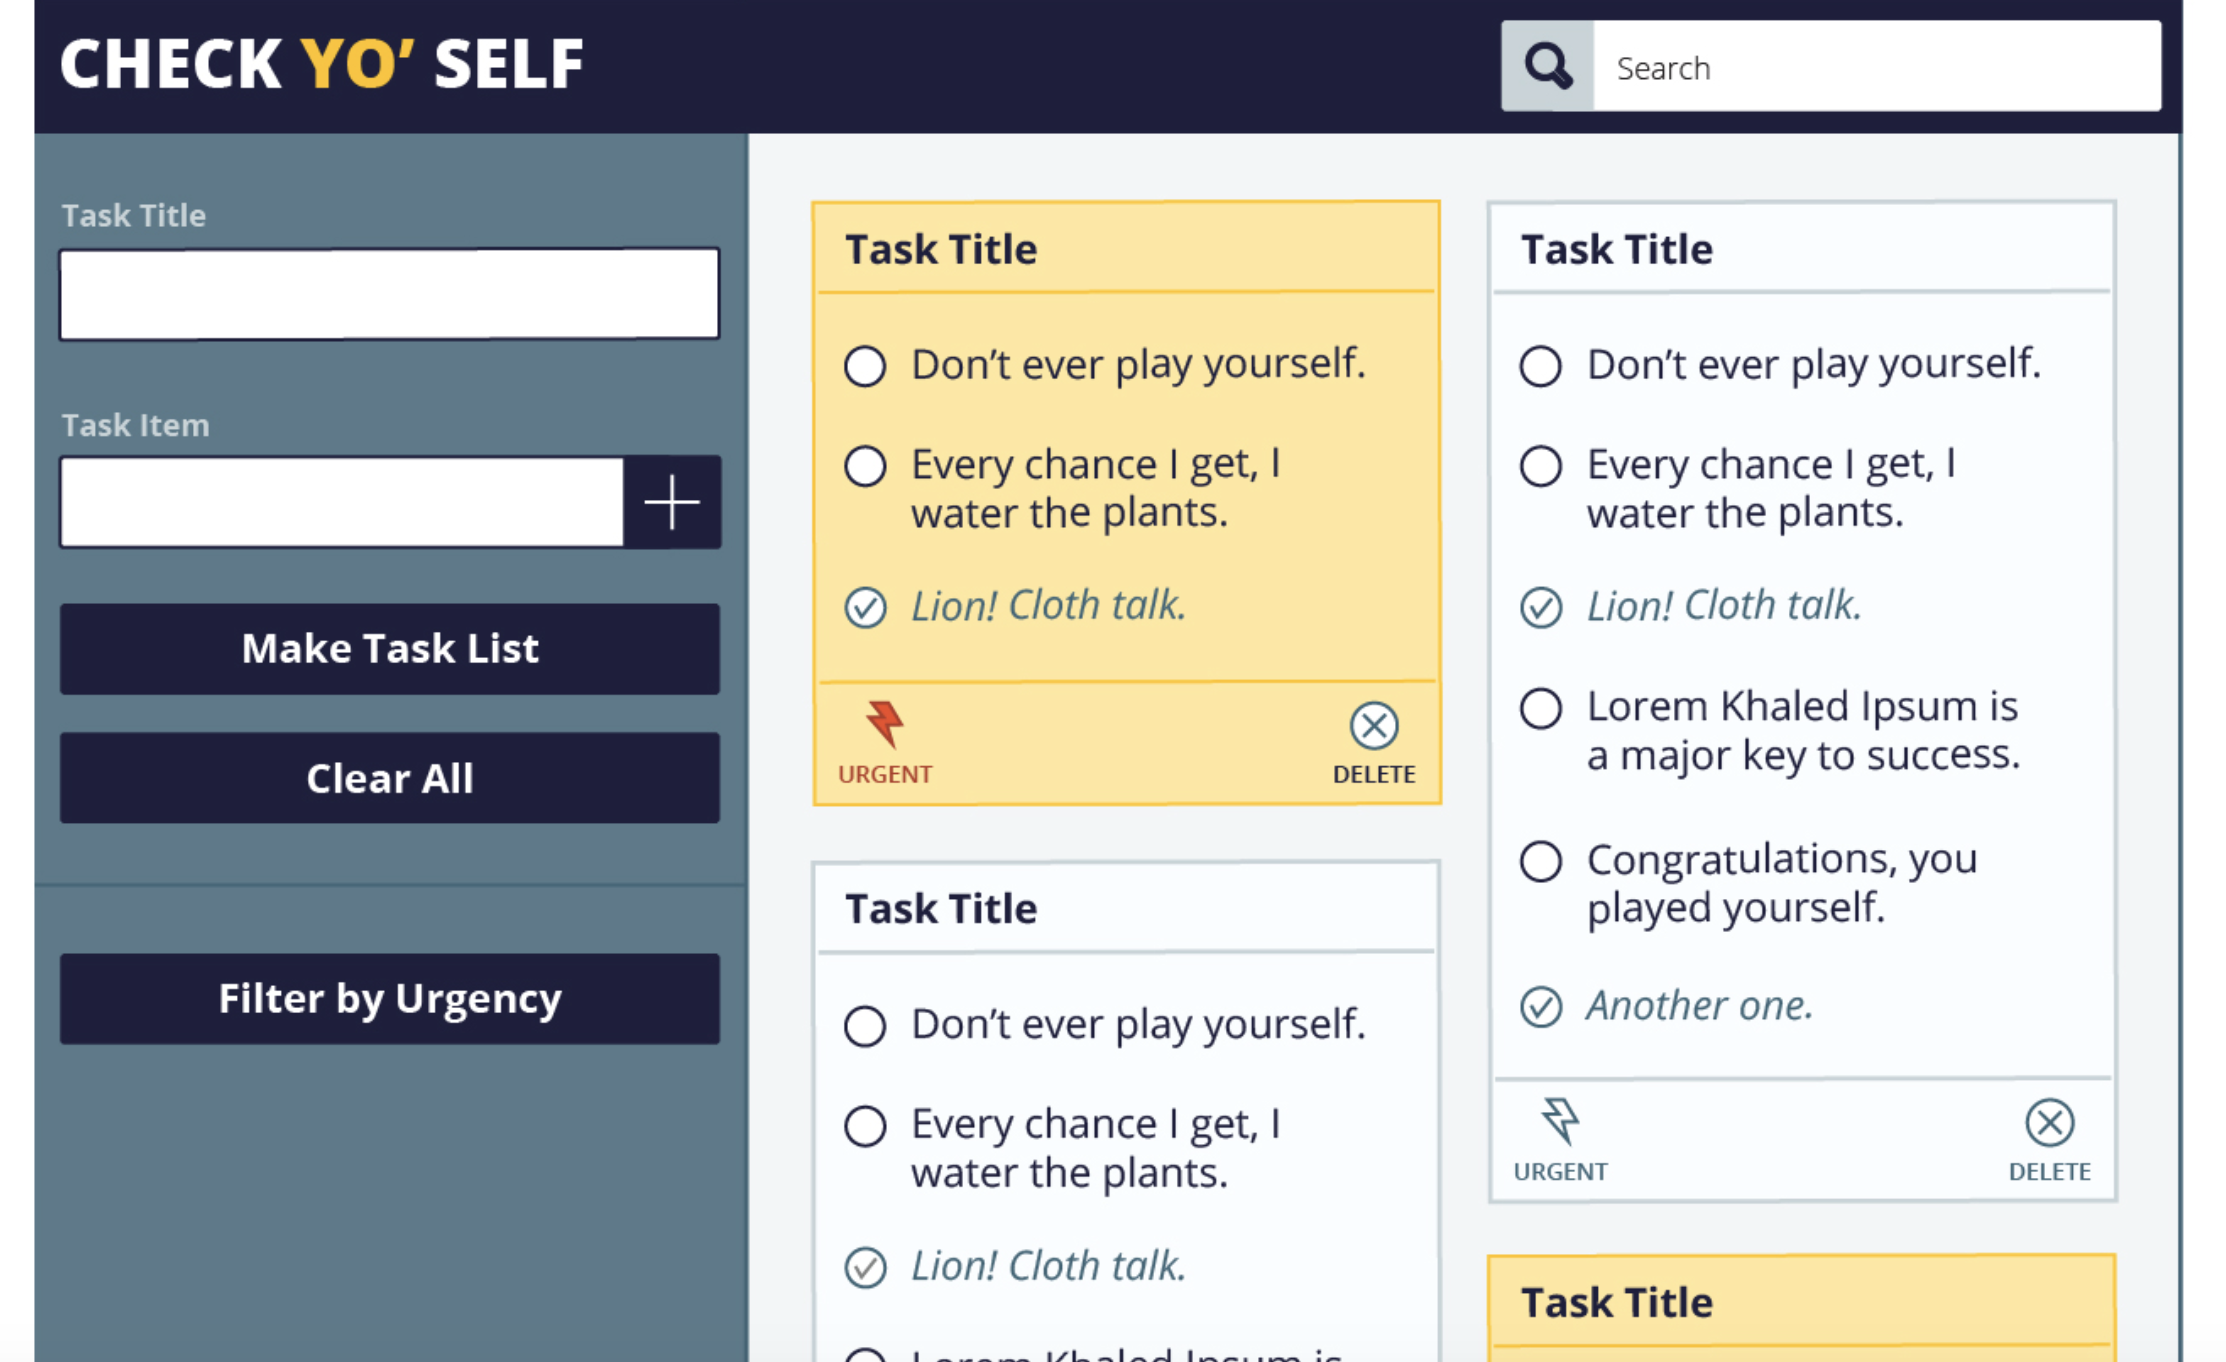 CHECK YO’ SELF
Search
Task Title
Task Item
Make Task List
Clear All
Filter by Urgency
Task Title
Don’t ever play yourself.
Every chance I get, I
water the plants.
Lion! Cloth talk.
URGENT
DELETE
Task Title
Don’t ever play yourself.
Every chance I get, I
water the plants.
Lion! Cloth talk.
Lorem Khaled Ipsum is
Task Title
Don’t ever play yourself.
Every chance I get, I
water the plants.
Lion! Cloth talk.
Lorem Khaled Ipsum is
a major key to success.
Congratulations, you
played yourself.
Another one.
URGENT
DELETE
Task Title